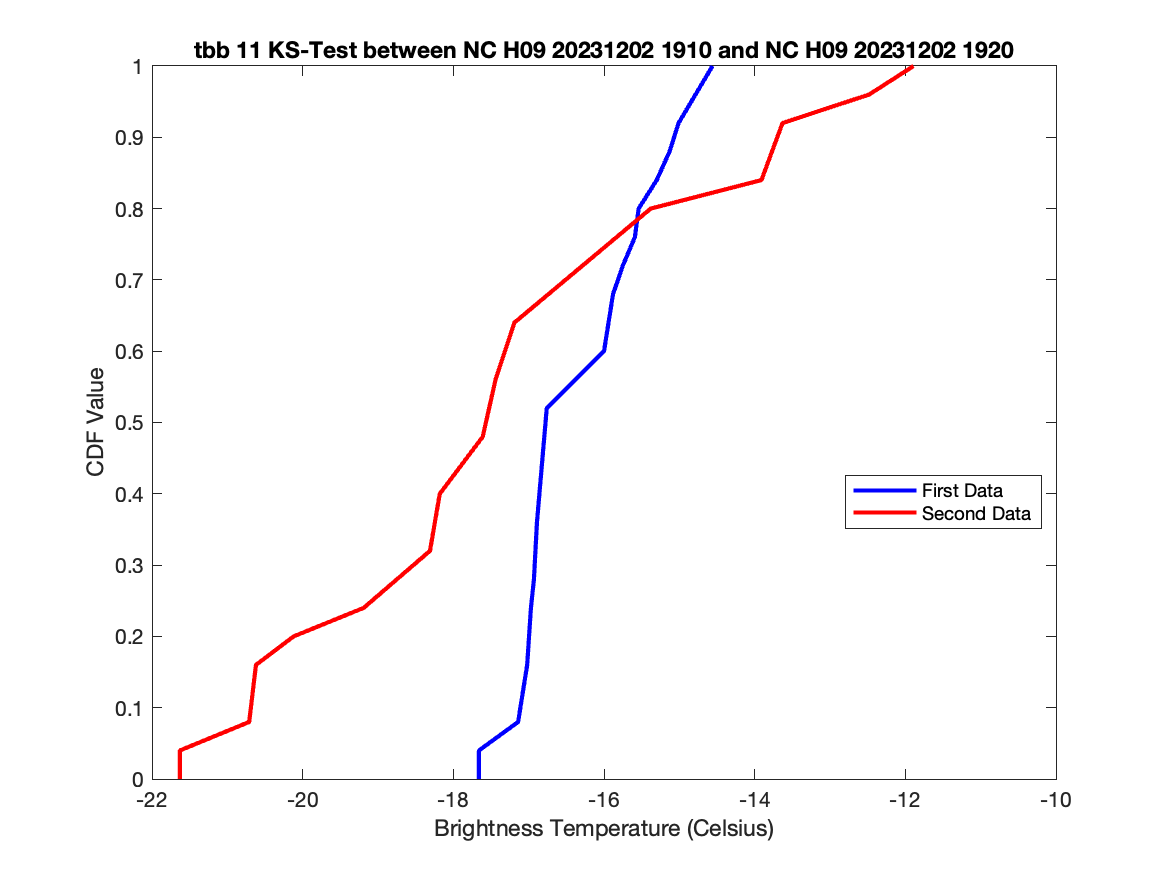 tbb 11 KS-Test between NC H09 20231202 1910 and NC H09 20231202 1920
1
0.9
0.8
0.7
0.6
0.5
0.4
0.3
0.2
0.1
0
CDF Value
First Data
Second Data
-22 -20 -18 -16 -14 -12 -10
Brightness Temperature (Celsius)